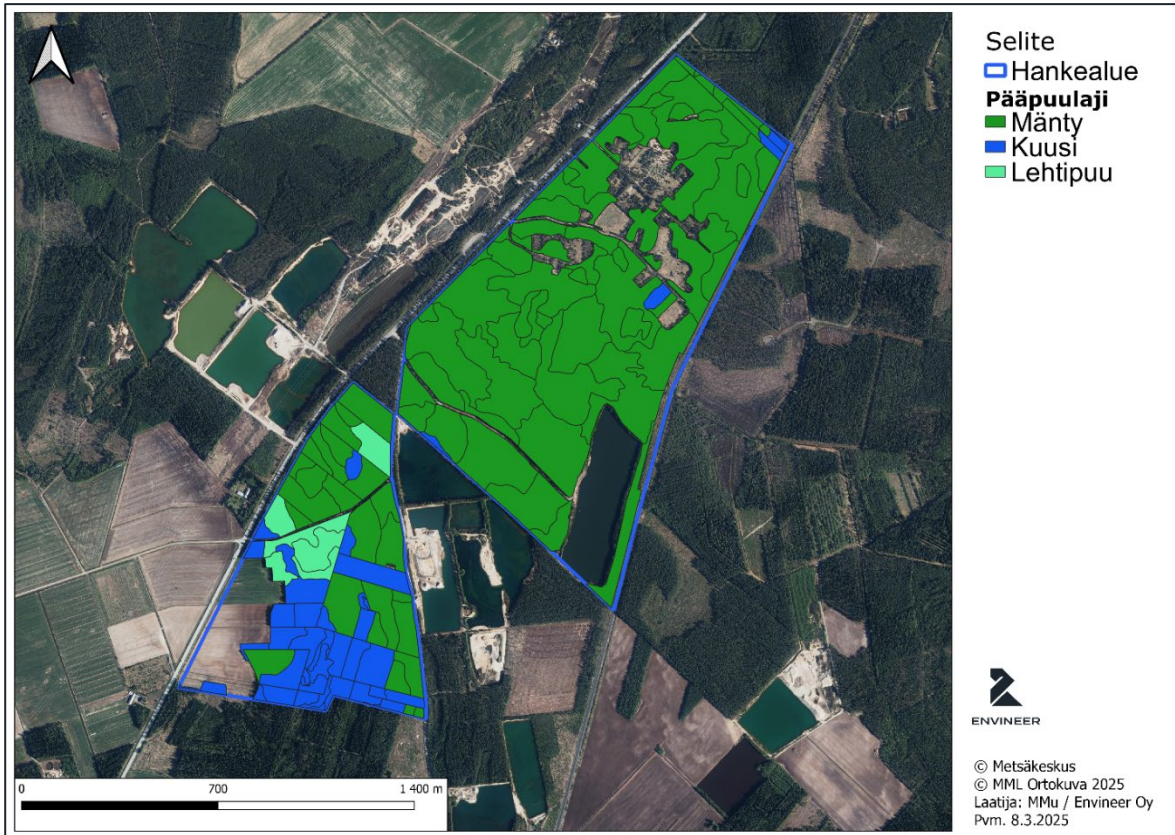 Selite
Hankealue
Pääpuulaji
Mänty
Kuusi
Lehtipuu
ENVINEER
© Metsäkeskus
© MML Ortokuva 2025
Laatija: MMu / Envineer Oy
Pvm. 8.3.2025
0 700 1 400 m